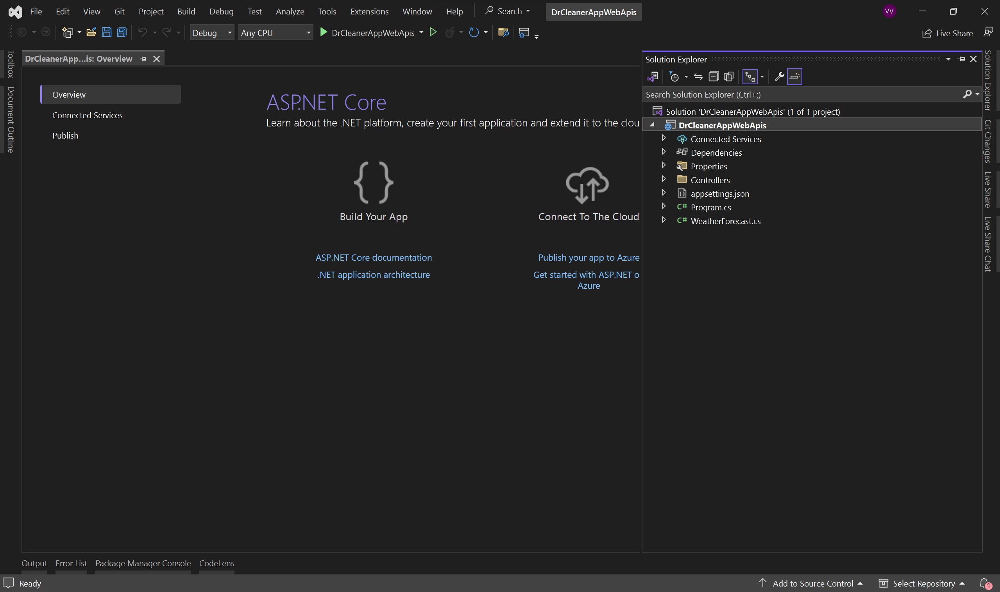 File Edit View Git Project Build Debug Test Analyze Tools Extensions Window Help Search DrCleanerAppWebApis VV
Debug Any CPU DrCleanerAppWebApis Live Share
Toolbox
Document Outline
DrCleanerApp...is: Overview
Overview
Connected Services
Publish
ASP.NET Core
Learn about the .NET platform, create your first application and extend it to the clou
Build Your App
ASP.NET Core documentation
.NET application architecture
Connect To The Cloud
Publish your app to Azure
Get started with ASP.NET o
Azure
Solution Explorer
Search Solution Explorer (Ctrl+;)
Solution 'DrCleanerAppWebApis' (1 of 1 project)
DrCleanerAppWebApis
Connected Services
Dependencies
Properties
Controllers
appsettings.json
C# Program.cs
C# WeatherForecast.cs
Solution Explorer
Git Changes
Live Share
Live Share Chat
Output Error List Package Manager Console CodeLens
Ready Add to Source Control Select Repository 1